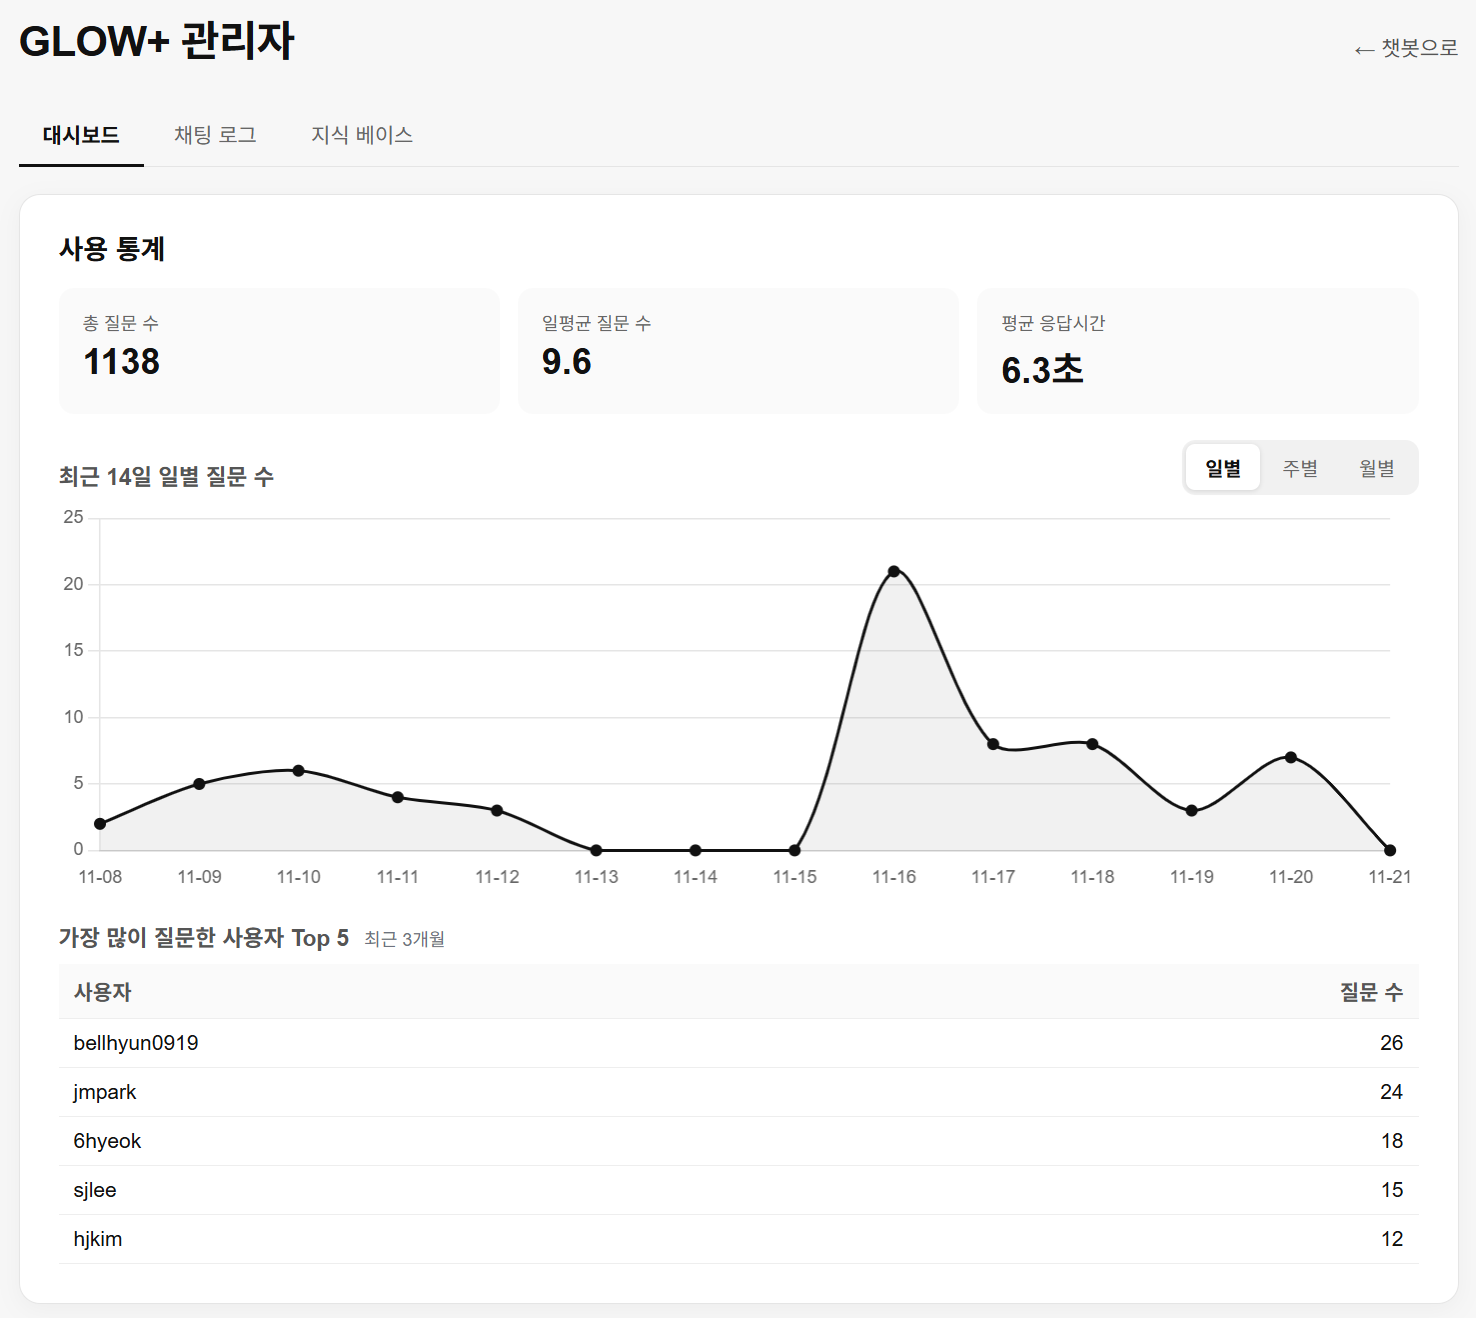 GLOW+ 관리자
← 챗봇으로
대시보드 채팅 로그 지식 베이스
사용 통계
총 질문 수
1138
일평균 질문 수
9.6
평균 응답시간
6.3초
최근 14일 일별 질문 수
일별 주별 월별
25
20
15
10
5
0
11-08 11-09 11-10 11-11 11-12 11-13 11-14 11-15 11-16 11-17 11-18 11-19 11-20 11-21
가장 많이 질문한 사용자 Top 5 최근 3개월
사용자 질문 수
bellhyun0919 26
jmpark 24
6hyeok 18
sjlee 15
hjkim 12